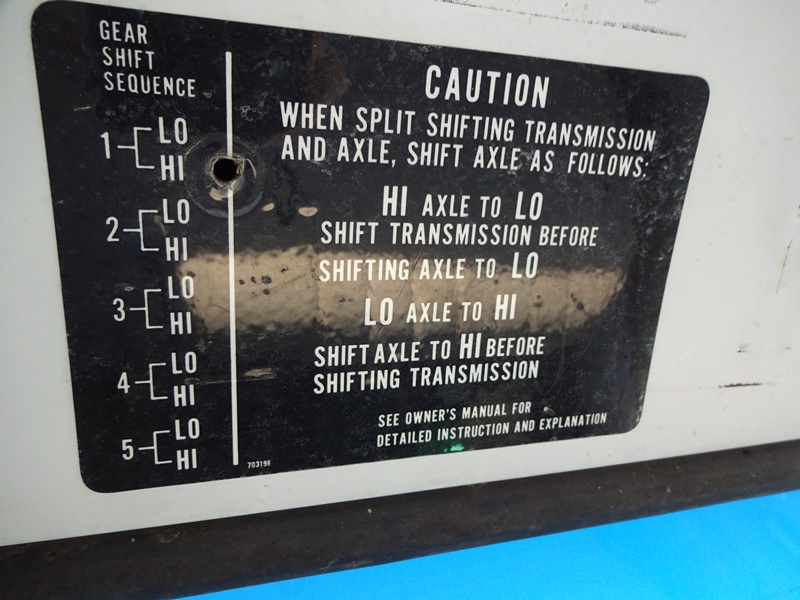 GEAR
SHIFT
SEQUENCE
1 LO
HI
2 LO
HI
3 LO
HI
4 LO
HI
5 LO
HI
CAUTION
WHEN SPLIT SHIFTING TRANSMISSION
AND AXLE, SHIFT AXLE AS FOLLOWS:
HI AXLE TO LO
SHIFT TRANSMISSION BEFORE
SHIFTING AXLE TO LO
LO AXLE TO HI
SHIFT AXLE TO HI BEFORE
SHIFTING TRANSMISSION
SEE OWNER'S MANUAL FOR
DETAILED INSTRUCTION AND EXPLANATION
703198